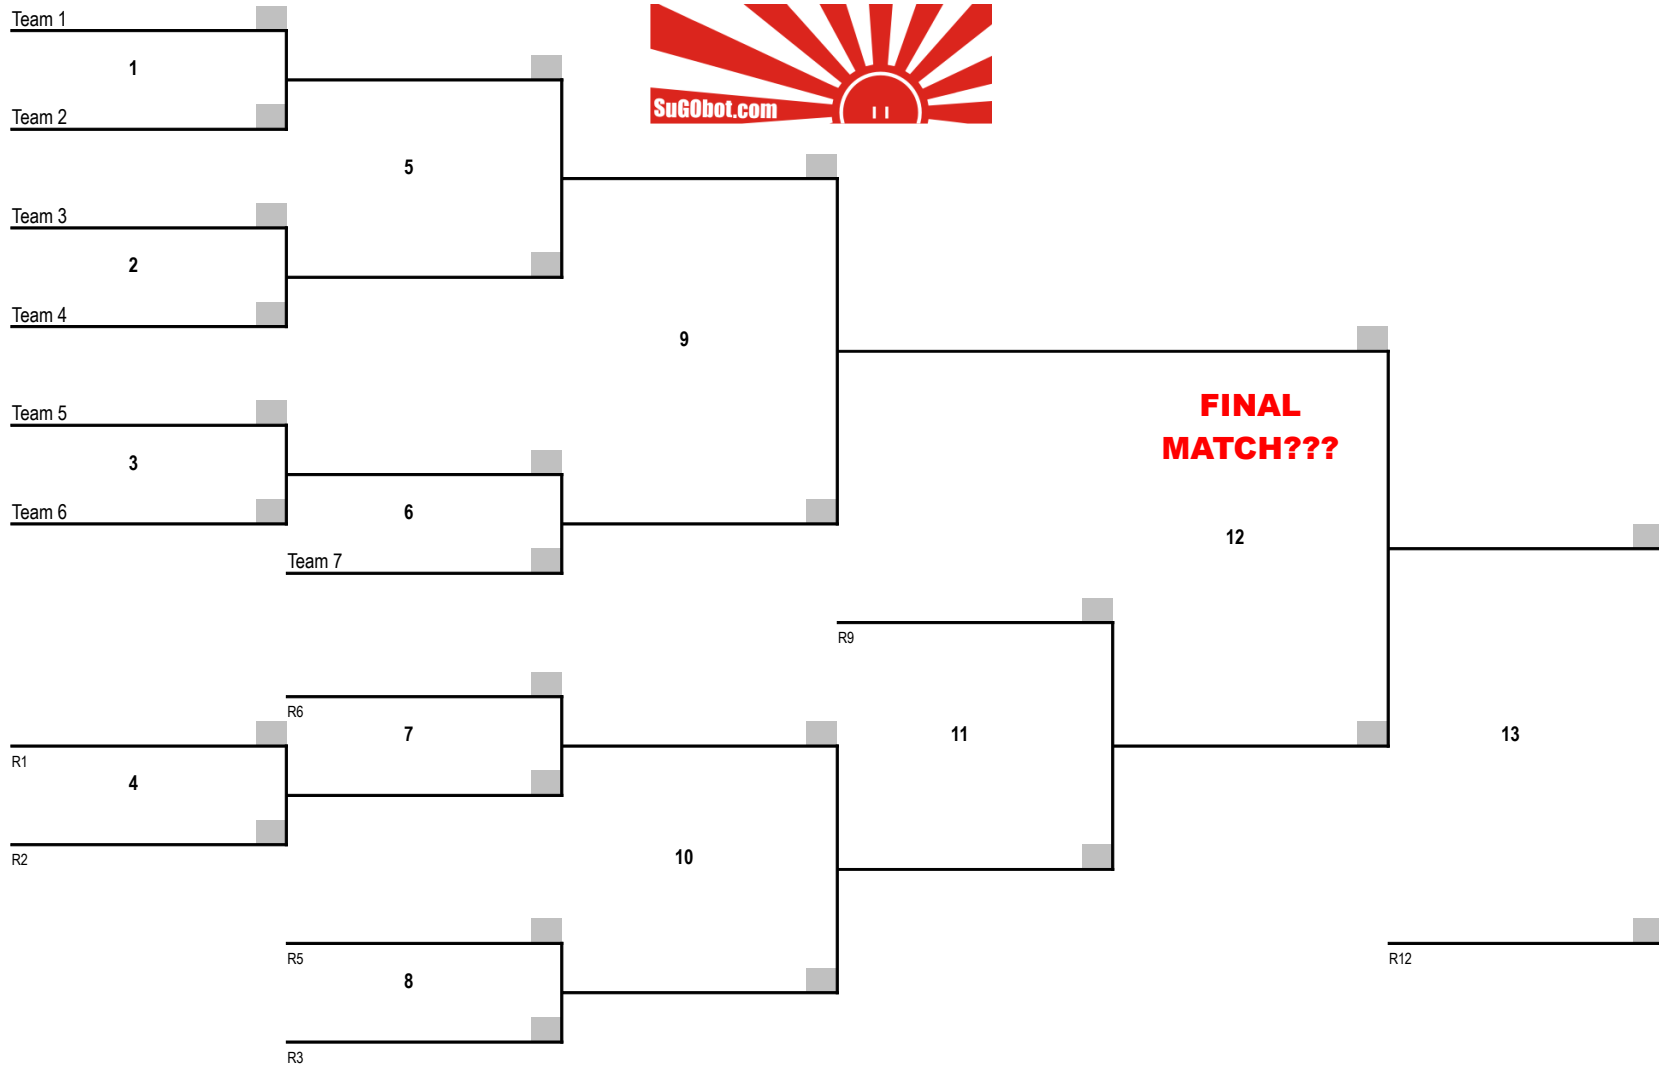 Team 1
1
Team 2
SuGObot.com
5
Team 3
2
Team 4
9
Team 5
FINAL
MATCH???
3
Team 6
6
12
Team 7
R9
R6
7
11
13
R1
4
R2
10
R5
R12
8
R3